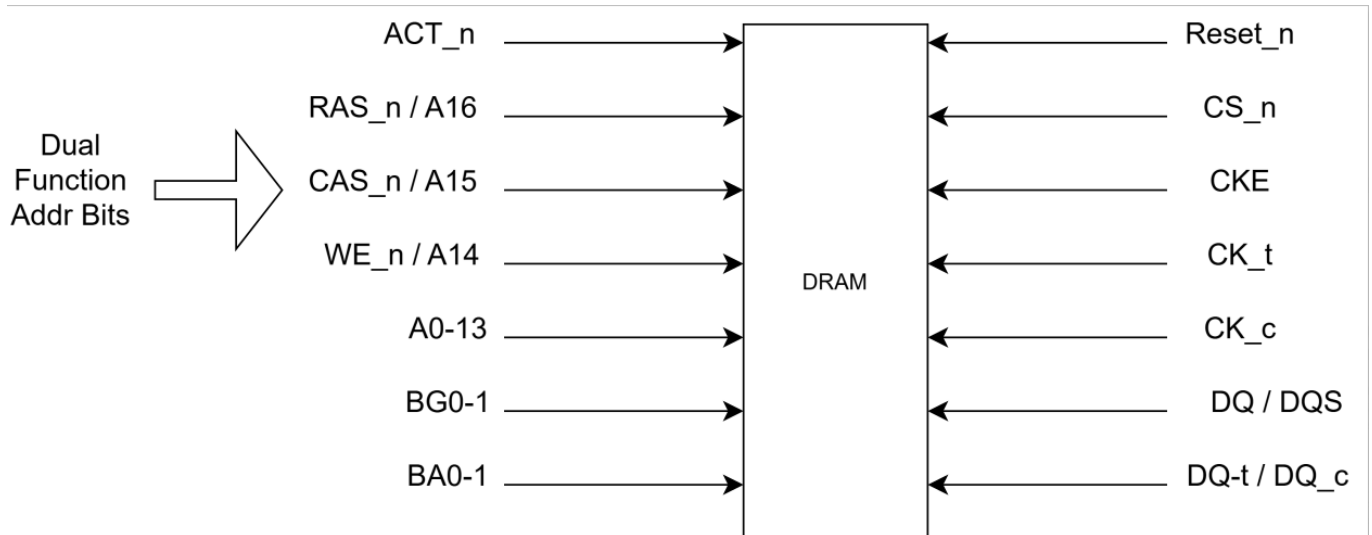 ACT_n
Reset_n
RAS_n / A16
CS_n
Dual
Function
Addr Bits
CAS_n / A15
CKE
WE_n / A14
CK_t
DRAM
A0-13
CK_c
BG0-1
DQ / DQS
BA0-1
DQ-t / DQ_c